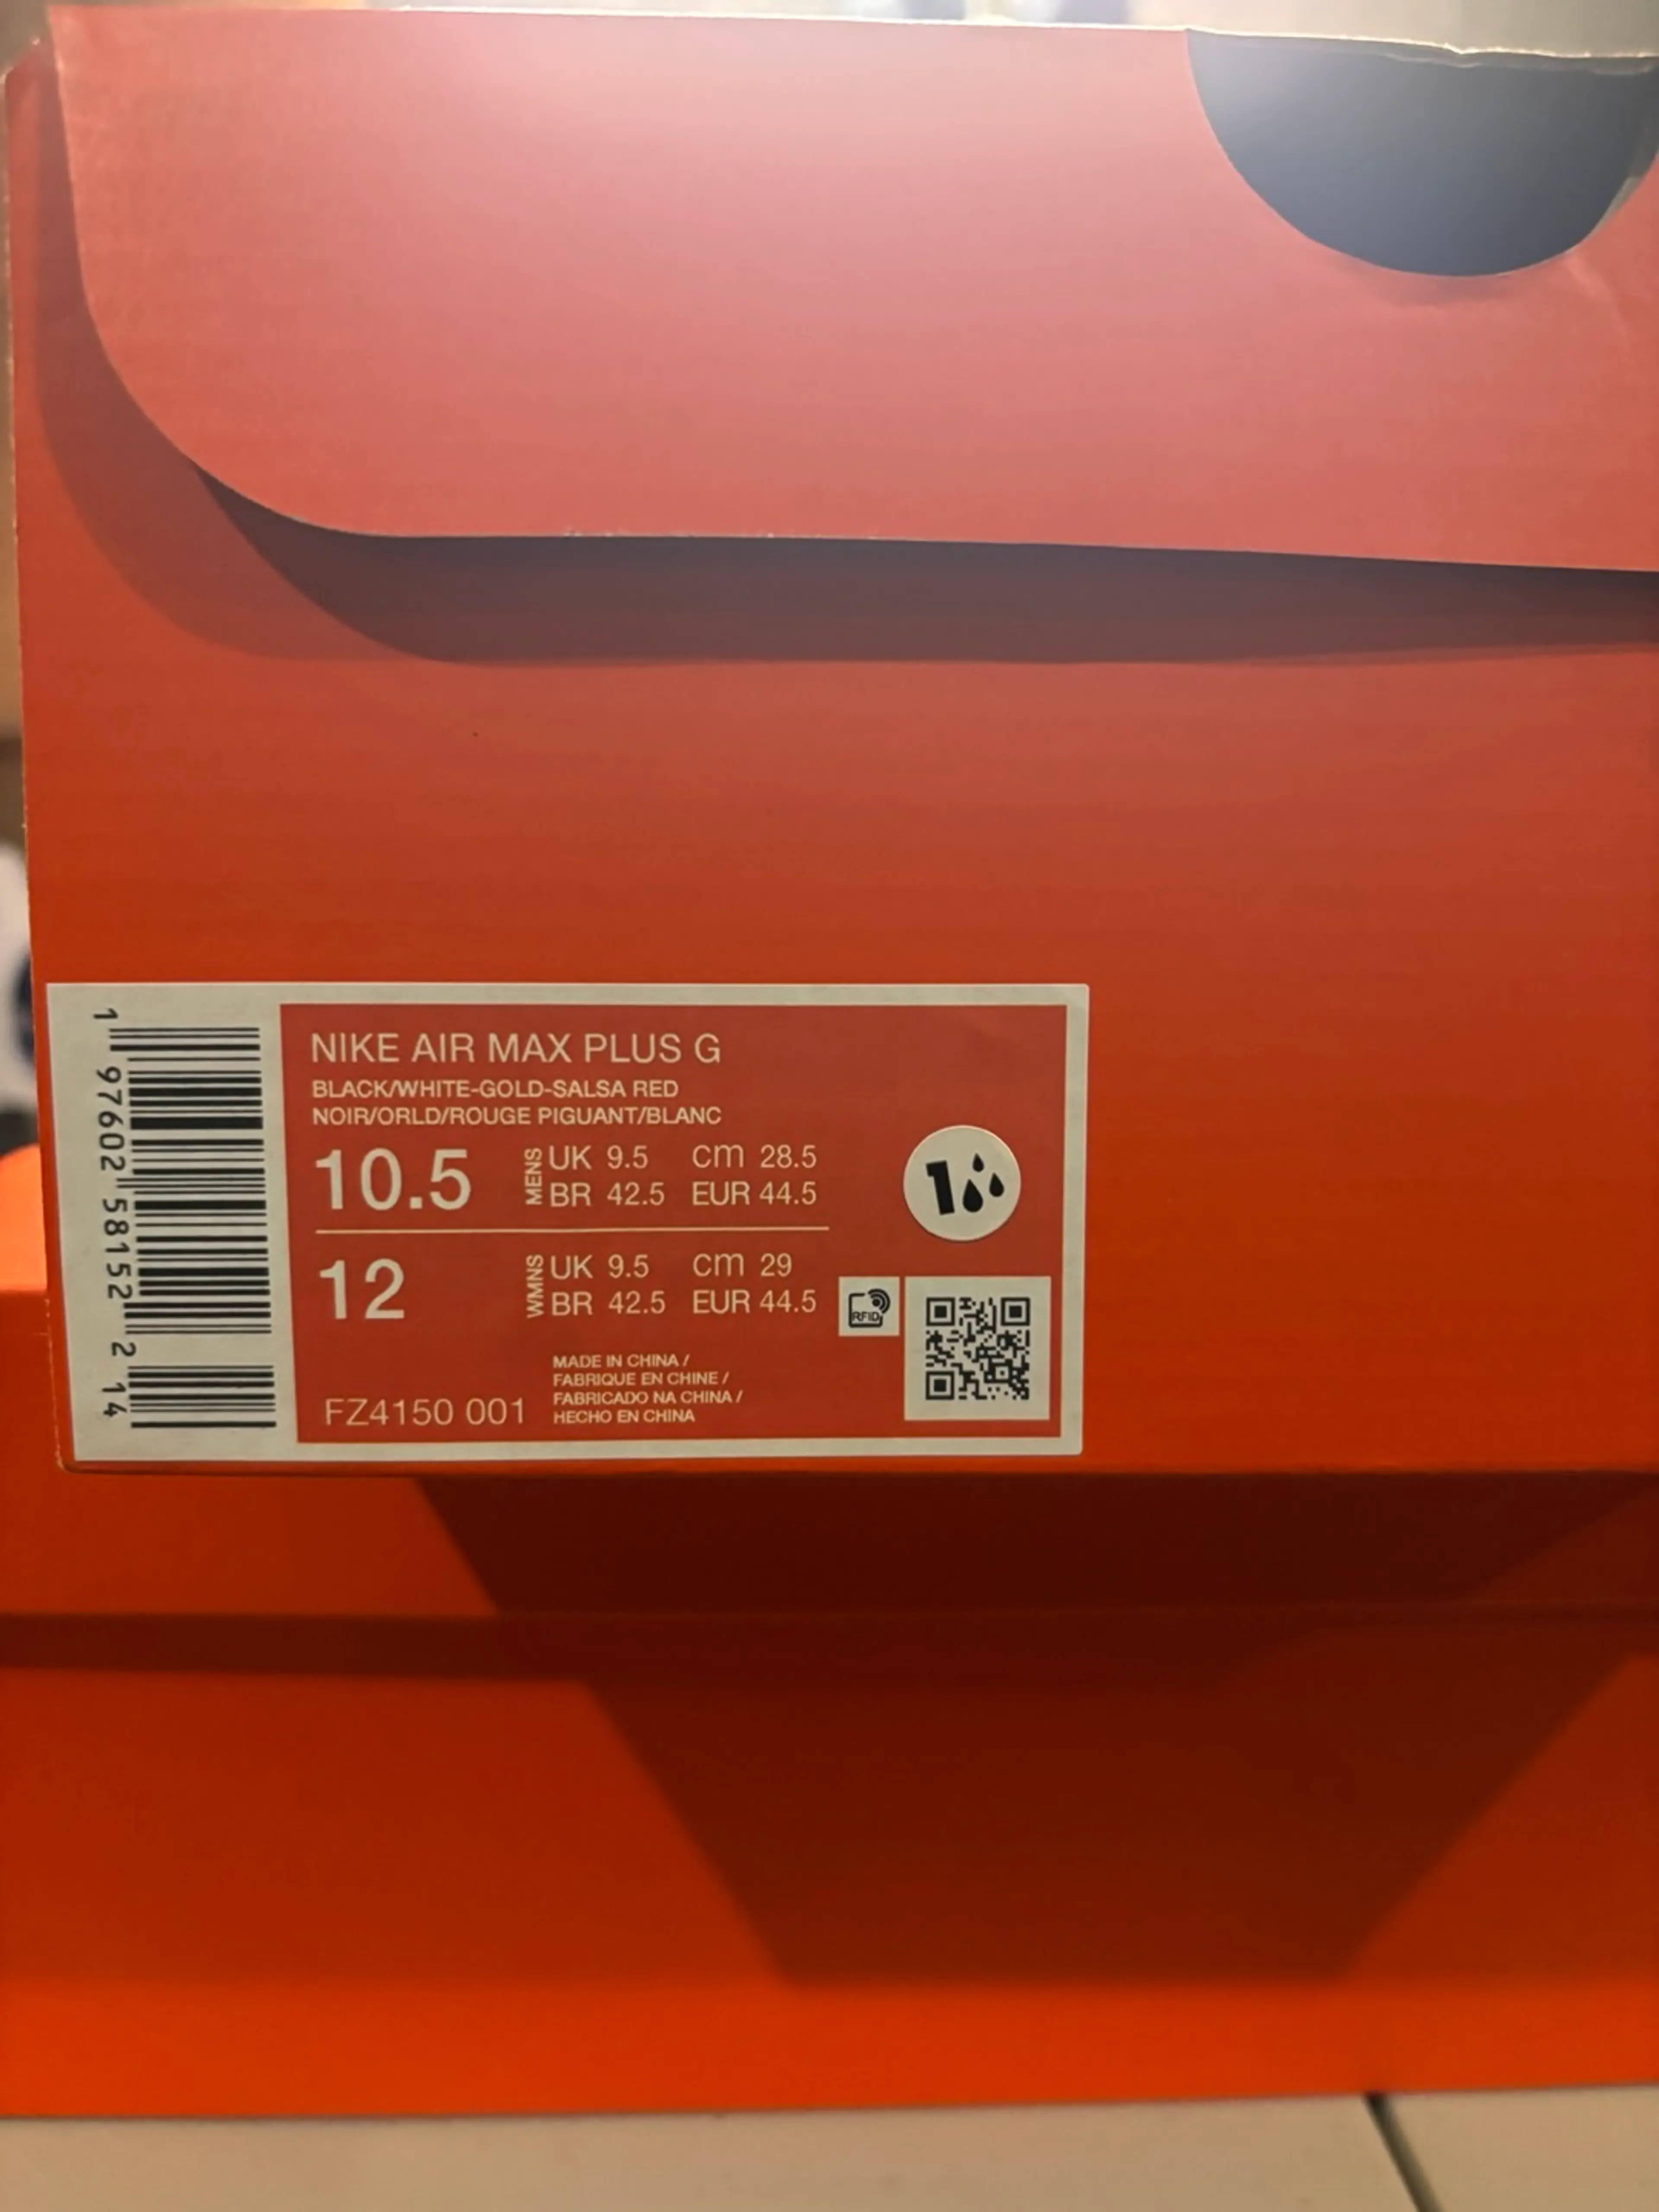 NIKE AIR MAX PLUS G
BLACK/WHITE-GOLD-SALSA RED
NOIR/ORLD/ROUGE PIGUANT/BLANC
10.5 MENS UK 9.5 cm 28.5
BR 42.5 EUR 44.5
12 WMNS UK 9.5 cm 29
BR 42.5 EUR 44.5
MADE IN CHINA /
FABRIQUE EN CHINE /
FABRICADO NA CHINA /
HECHO EN CHINA
FZ4150 001
1
RFID
1 97602 58152 2 14